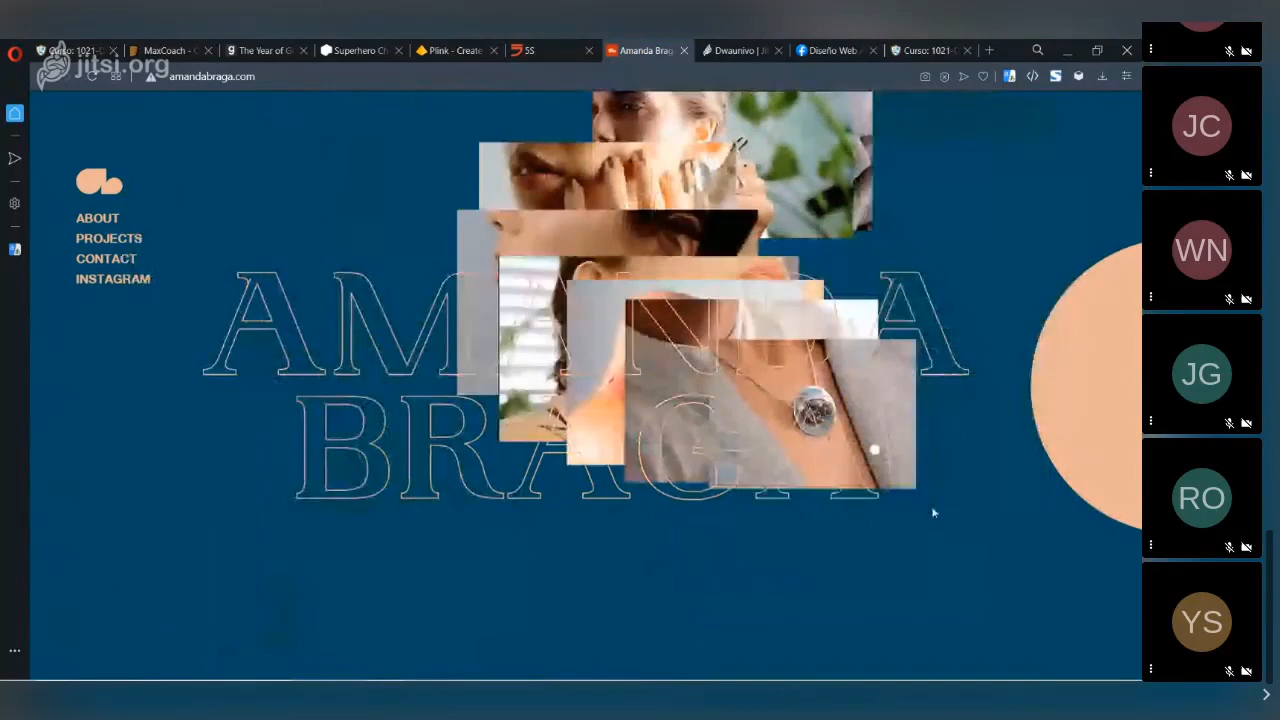 Curso: 1021-
MaxCoach -
The Year of G
Superhero Ch
Plink - Create
5S
Amanda Brag
Dwaunivo | Ji
Diseño Web
Curso: 1021-
jitsi.org
amandabraga.com
ABOUT
PROJECTS
CONTACT
INSTAGRAM
AMANDA
BRAGA
JC
WN
JG
RO
YS